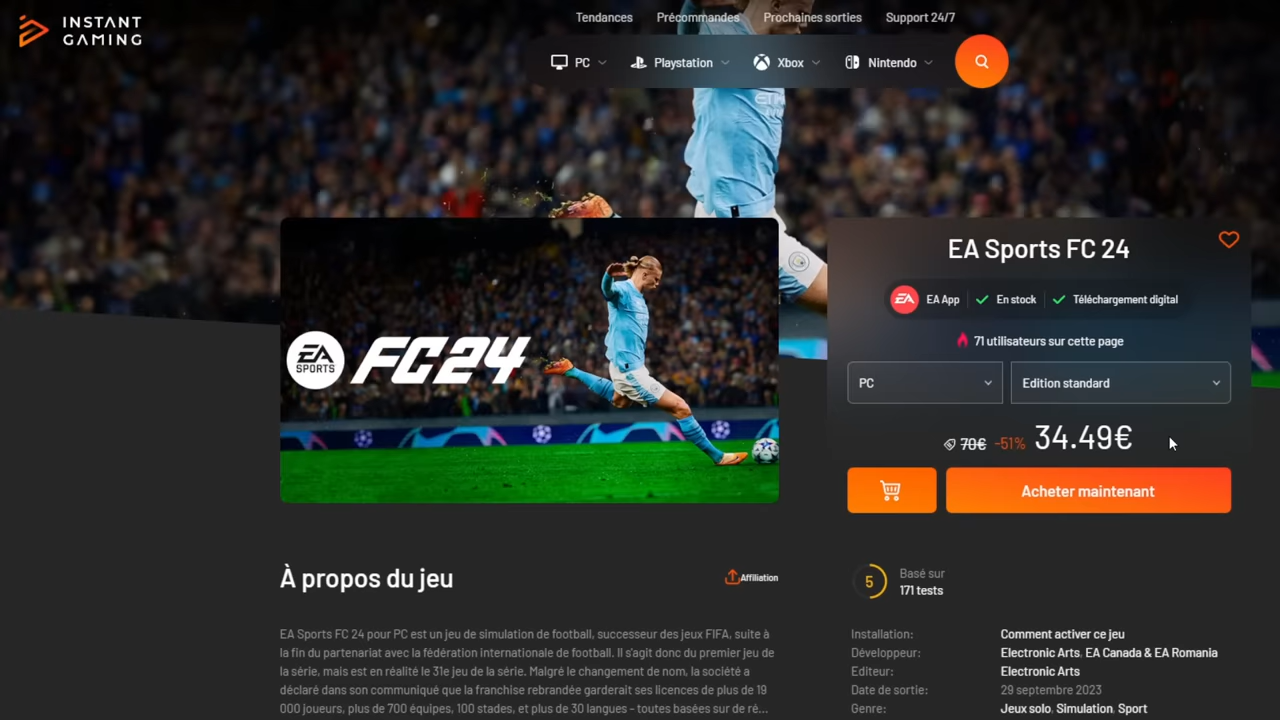 INSTANT
GAMING
Tendances Précommandes Prochaines sorties Support 24/7
PC Playstation Xbox Nintendo
EA
SPORTS
FC24
EA Sports FC 24
EA App En stock Téléchargement digital
71 utilisateurs sur cette page
PC Edition standard
70€ -51% 34.49€
Acheter maintenant
À propos du jeu
Affiliation
EA Sports FC 24 pour PC est un jeu de simulation de football, successeur des jeux FIFA, suite à
la fin du partenariat avec la fédération internationale de football. Il s'agit donc du premier jeu de
la série, mais est en réalité le 31e jeu de la série. Malgré le changement de nom, la société a
déclaré dans son communiqué que la franchise rebrandée garderait ses licences de plus de 19
000 joueurs, plus de 700 équipes, 100 stades, et plus de 30 langues - toutes basées sur de ré...
5
Basé sur
171 tests
Installation: Comment activer ce jeu
Développeur: Electronic Arts, EA Canada & EA Romania
Editeur: Electronic Arts
Date de sortie: 29 septembre 2023
Genre: Jeux solo, Simulation, Sport